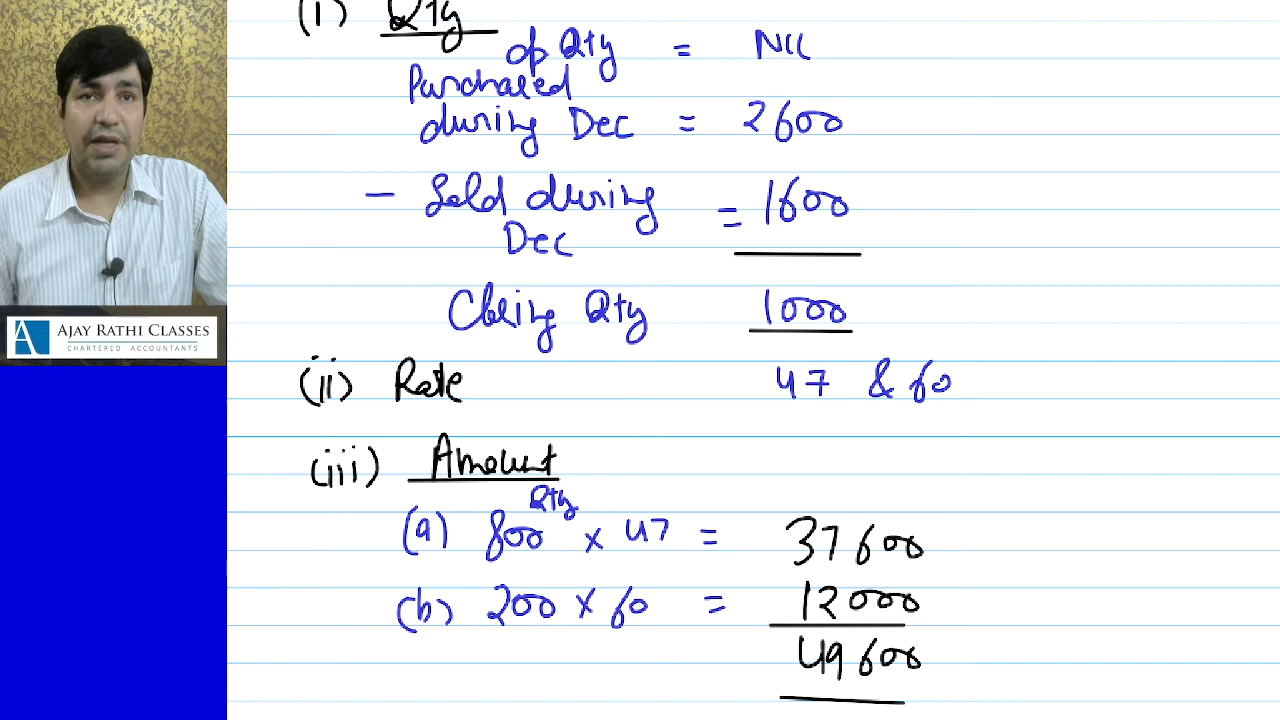 (i) Qty
op Qty = NIL
Purchased
during Dec = 2600
- Sold during
Dec = 1600
Closing Qty 1000
(ii) Rate 47 & 60
(iii) Amount
Qty
(a) 800 x 47 = 37600
(b) 200 x 60 = 12000
49600
A
AJAY RATHI CLASSES
CHARTERED ACCOUNTANTS